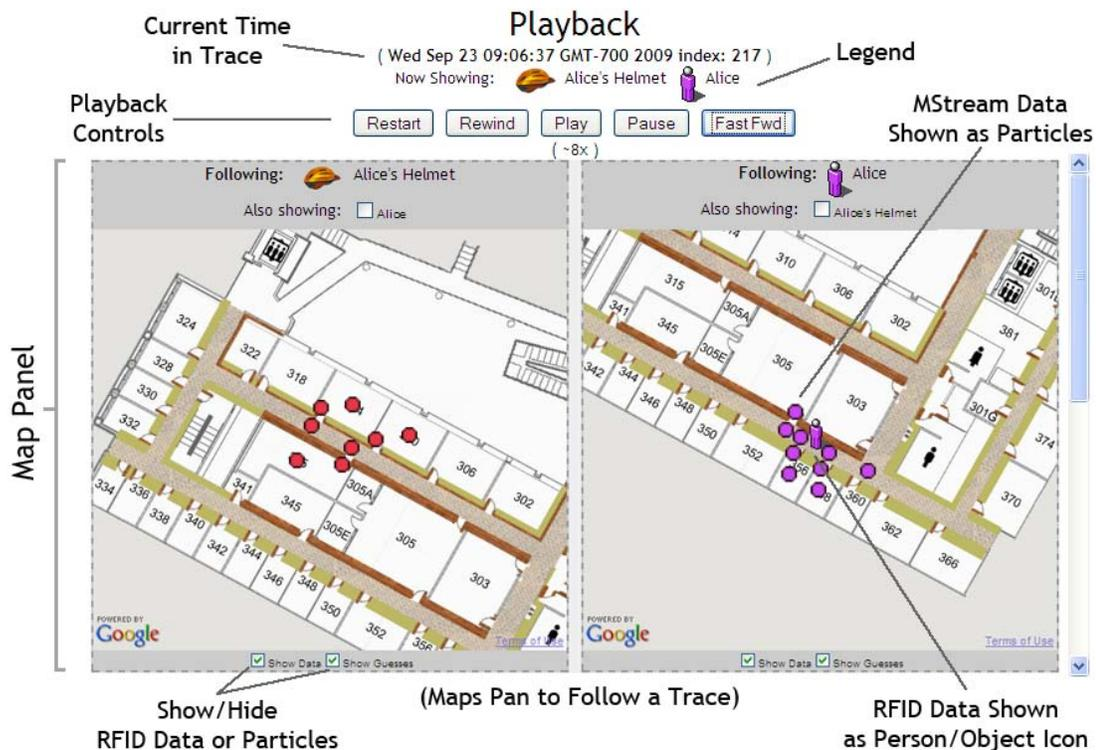 Playback
Current Time
in Trace
( Wed Sep 23 09:06:37 GMT-700 2009 index: 217 )
Legend
Now Showing: Alice's Helmet Alice
Playback
Controls
Restart Rewind Play Pause Fast Fwd
( ~8x )
MStream Data
Shown as Particles
Map Panel
Following: Alice's Helmet
Also showing: Alice
324
322
328
318
330
332
306
302
334
336
341
345
305A
338
340
305E
305
342
344
303
346
348
350
352
356
POWERED BY
Google
Terms of Use
Show Data Show Guesses
Following: Alice
Also showing: Alice's Helmet
310
315
306
305A
302
341
345
381
305E
305
342
344
303
346
301G
348
350
374
352
360
370
362
366
POWERED BY
Google
Terms of Use
Show Data Show Guesses
(Maps Pan to Follow a Trace)
Show/Hide
RFID Data or Particles
RFID Data Shown
as Person/Object Icon